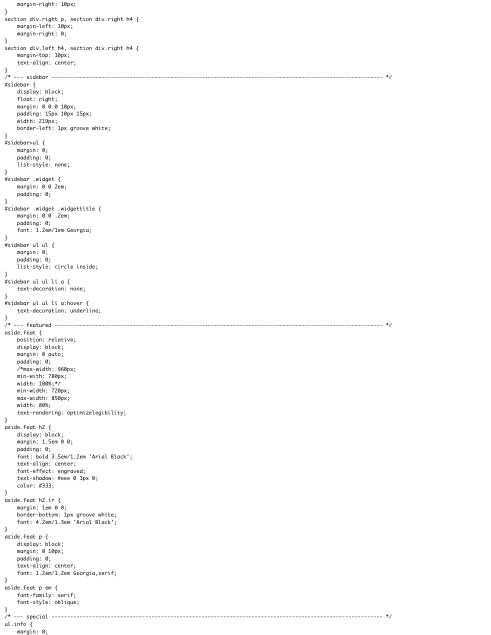 margin-right: 10px;
}
section div.right p, section div.right h4 {
margin-left: 10px;
margin-right: 0;
}
section div.left h4, section div.right h4 {
margin-top: 10px;
text-align: center;
}
/* --- sidebar -------------------------------------------------------------------------------------------------------- */
#sidebar {
display: block;
float: right;
margin: 0 0 0 10px;
padding: 15px 10px 15px;
width: 219px;
border-left: 1px groove white;
}
#sidebar>ul {
margin: 0;
padding: 0;
list-style: none;
}
#sidebar .widget {
margin: 0 0 2em;
padding: 0;
}
#sidebar .widget .widgettitle {
margin: 0 0 .2em;
padding: 0;
font: 1.2em/1em Georgia;
}
#sidebar ul ul {
margin: 0;
padding: 0;
list-style: circle inside;
}
#sidebar ul ul li a {
text-decoration: none;
}
#sidebar ul ul li a:hover {
text-decoration: underline;
}
/* --- featured ------------------------------------------------------------------------------------------------------- */
aside.feat {
position: relative;
display: block;
margin: 0 auto;
padding: 0;
/*max-width: 960px;
min-with: 780px;
width: 100%;*/
min-width: 720px;
max-width: 850px;
width: 80%;
text-rendering: optimizelegibility;
}
aside.feat h2 {
display: block;
margin: 1.5em 0 0;
padding: 0;
font: bold 3.5em/1.2em 'Arial Black';
text-align: center;
font-effect: engraved;
text-shadow: #eee 0 1px 0;
color: #333;
}
aside.feat h2.ir {
margin: 1em 0 0;
border-bottom: 1px groove white;
font: 4.2em/1.3em 'Arial Black';
}
aside.feat p {
display: block;
margin: 0 10px;
padding: 0;
text-align: center;
font: 1.2em/1.2em Georgia,serif;
}
aside.feat p em {
font-family: serif;
font-style: oblique;
}
/* --- special -------------------------------------------------------------------------------------------------------- */
ul.info {
margin: 0;